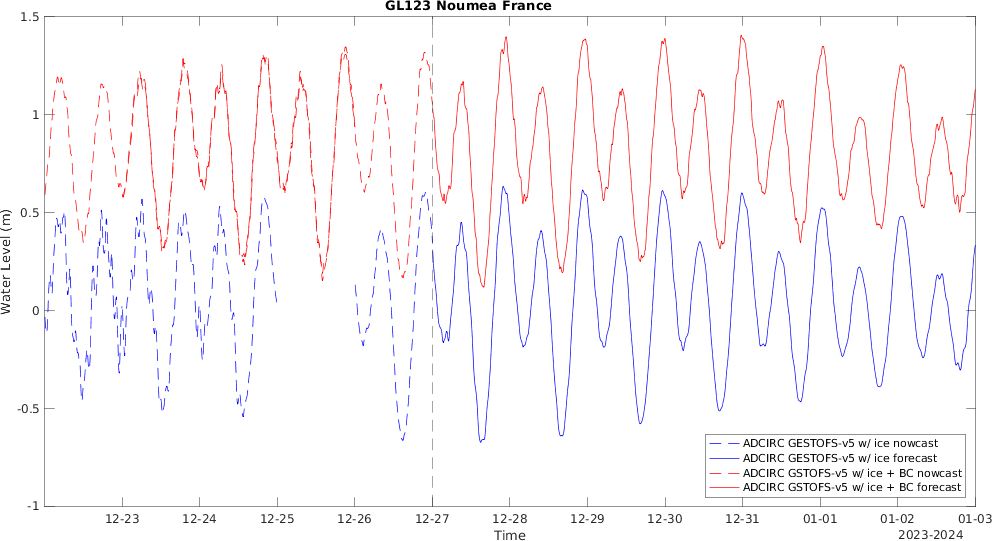 GL123 Noumea France
1.5
1
0.5
0
-0.5
-1
Water Level (m)
12-23 12-24 12-25 12-26 12-27 12-28 12-29 12-30 12-31 01-01 01-02 01-03
Time
2023-2024
ADCIRC GESTOFS-v5 w/ ice nowcast
ADCIRC GESTOFS-v5 w/ ice forecast
ADCIRC GSTOFS-v5 w/ ice + BC nowcast
ADCIRC GSTOFS-v5 w/ ice + BC forecast